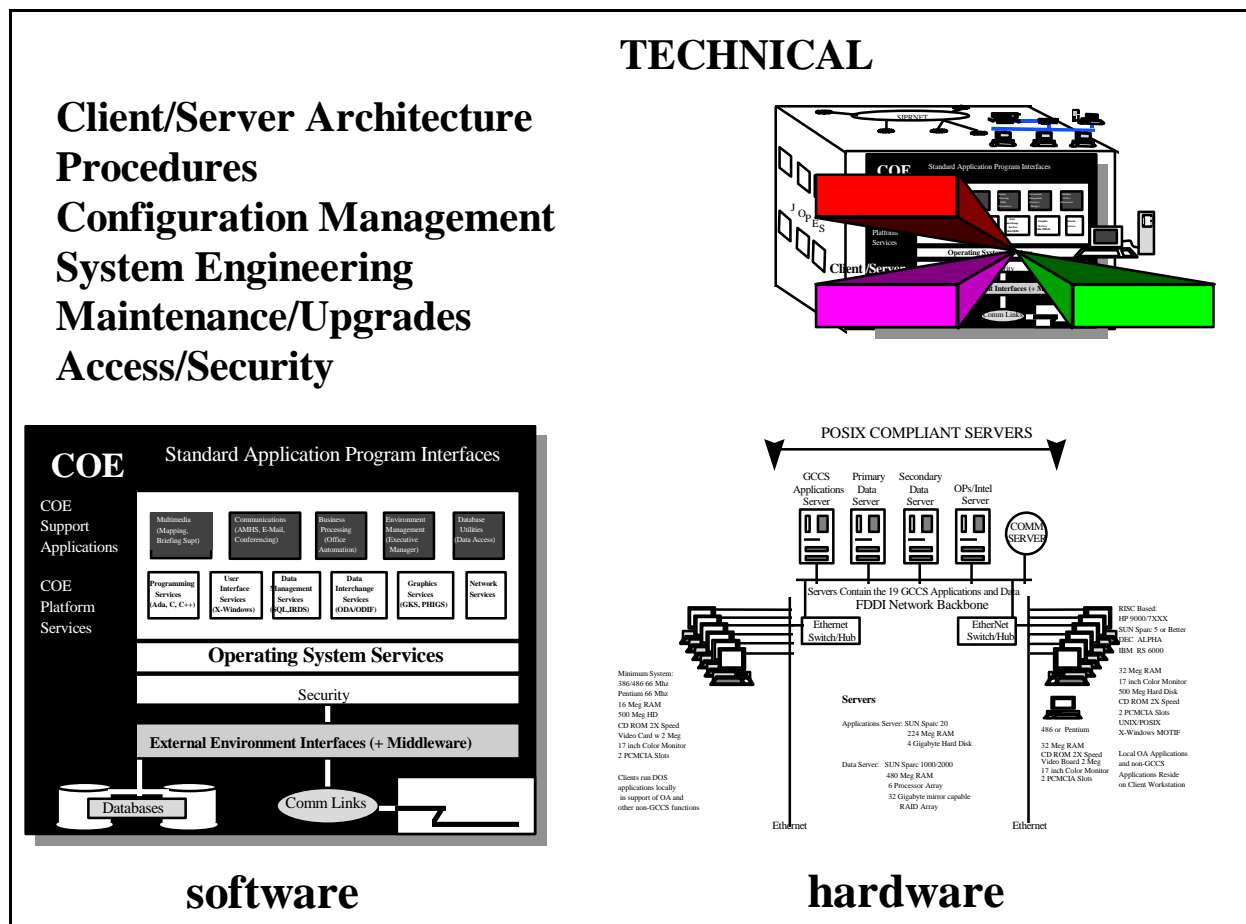 TECHNICAL
Client/Server Architecture
Procedures
Configuration Management
System Engineering
Maintenance/Upgrades
Access/Security
SIPRNET
COE
Standard Application Program Interfaces
JOPES
Platform
Services
Operating System
Client /Server
Interfaces (+ M
Comm Links
COE
Standard Application Program Interfaces
COE
Support
Applications
Multimedia
(Mapping,
Briefing Supt)
Communications
(AMHS, E-Mail,
Conferencing)
Business
Processing
(Office
Automation)
Environment
Management
(Executive
Manager)
Database
Utilities
(Data Access)
COE
Platform
Services
Programming
Services
(Ada, C, C++)
User
Interface
Services
(X-Windows)
Data
Management
Services
(SQL,IRDS)
Data
Interchange
Services
(ODA/ODIF)
Graphics
Services
(GKS, PHIGS)
Network
Services
Operating System Services
Security
External Environment Interfaces (+ Middleware)
Databases
Comm Links
software
POSIX COMPLIANT SERVERS
GCCS
Applications
Server
Primary
Data
Server
Secondary
Data
Server
OPs/Intel
Server
COMM
SERVER
Servers Contain the 19 GCCS Applications and Data
FDDI Network Backbone
Ethernet
Switch/Hub
EtherNet
Switch/Hub
Minimum System:
386/486 66 Mhz
Pentium 66 Mhz
16 Meg RAM
500 Meg HD
CD ROM 2X Speed
Video Card w 2 Meg
17 inch Color Monitor
2 PCMCIA Slots
Clients run DOS
applications locally
in support of OA and
other non-GCCS functions
Servers
Applications Server: SUN Sparc 20
224 Meg RAM
4 Gigabyte Hard Disk
Data Server: SUN Sparc 1000/2000
480 Meg RAM
6 Processor Array
32 Gigabyte mirror capable
RAID Array
486 or Pentium
32 Meg RAM
CD ROM 2X Speed
Video Board 2 Meg
17 inch Color Monitor
2 PCMCIA Slots
RISC Based:
HP 9000/7XXX
SUN Sparc 5 or Better
DEC ALPHA
IBM RS 6000
32 Meg RAM
17 inch Color Monitor
500 Meg Hard Disk
CD ROM 2X Speed
2 PCMCIA Slots
UNIX/POSIX
X-Windows MOTIF
Local OA Applications
and non-GCCS
Applications Reside
on Client Workstation
Ethernet
Ethernet
hardware